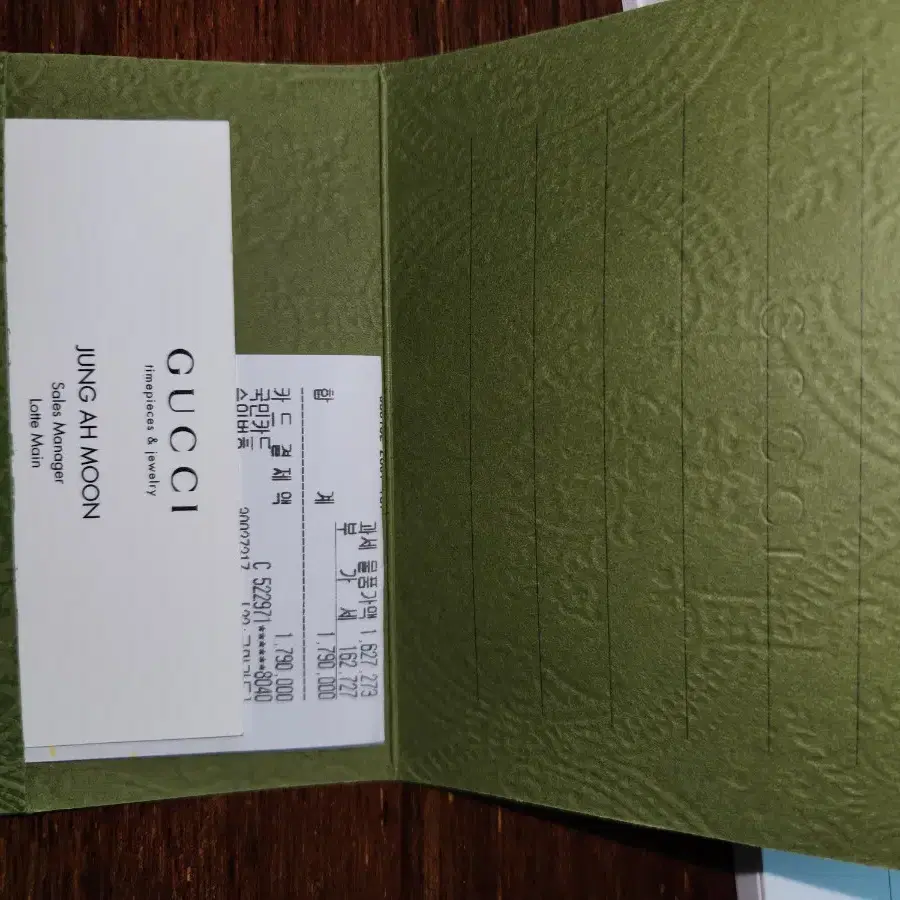 GUCCI
timepieces & jewelry
JUNG AH MOON
Sales Manager
Lotte Main
과세 물품가액 1,627,273
부 가 세 162,727
합 계 1,790,000
카드 결제액 1,790,000
국민카드 C 522971******8040
GUCCI